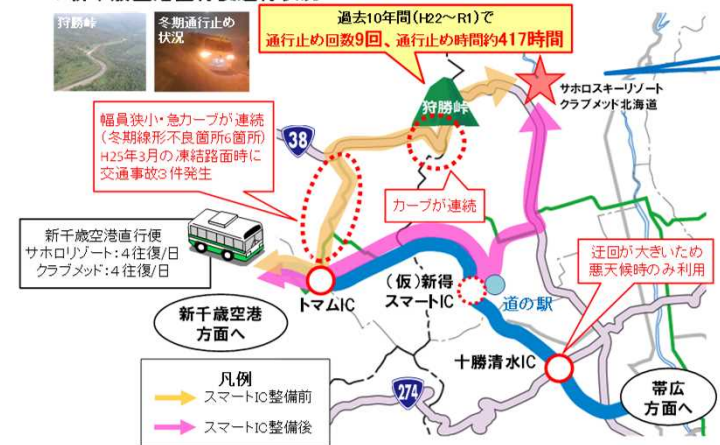 狩勝峠
冬期通行止め
状況
過去10年間(H22～R1)で
通行止め回数9回、通行止め時間約417時間
サホロスキーリゾート
クラブメッド北海道
狩勝峠
幅員狭小・急カーブが連続
(冬期線形不良箇所6箇所)
H25年3月の凍結路面時に
交通事故3件発生
38
カーブが連続
新千歳空港直行便
サホロリゾート:4往復/日
クラブメッド:4往復/日
迂回が大きいため
悪天候時のみ利用
トマムIC
(仮)新得
スマートIC
道の駅
新千歳空港
方面へ
十勝清水IC
凡例
スマートIC整備前
スマートIC整備後
274
帯広
方面へ